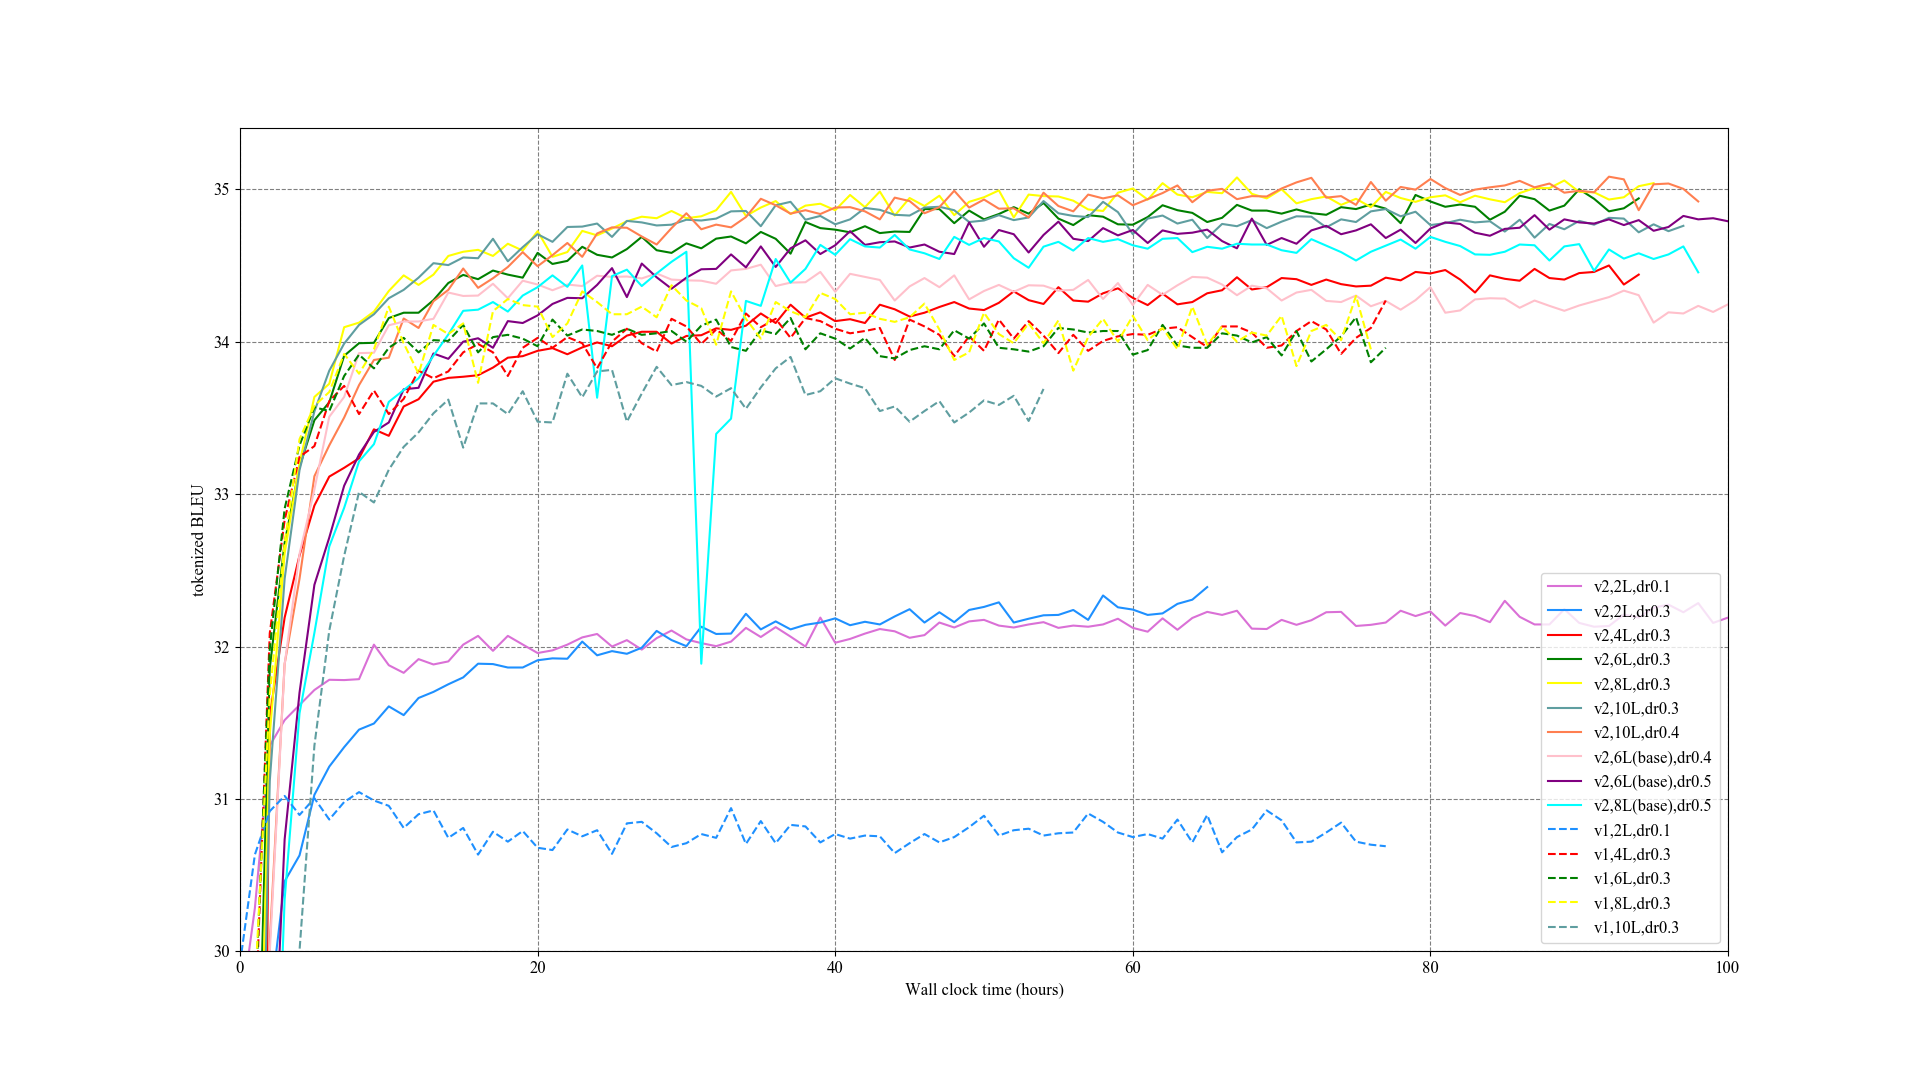 35
34
33
32
31
30
tokenized BLEU
0
20
40
60
80
100
Wall clock time (hours)
v2,2L,dr0.1
v2,2L,dr0.3
v2,4L,dr0.3
v2,6L,dr0.3
v2,8L,dr0.3
v2,10L,dr0.3
v2,10L,dr0.4
v2,6L(base),dr0.4
v2,6L(base),dr0.5
v2,8L(base),dr0.5
v1,2L,dr0.1
v1,4L,dr0.3
v1,6L,dr0.3
v1,8L,dr0.3
v1,10L,dr0.3